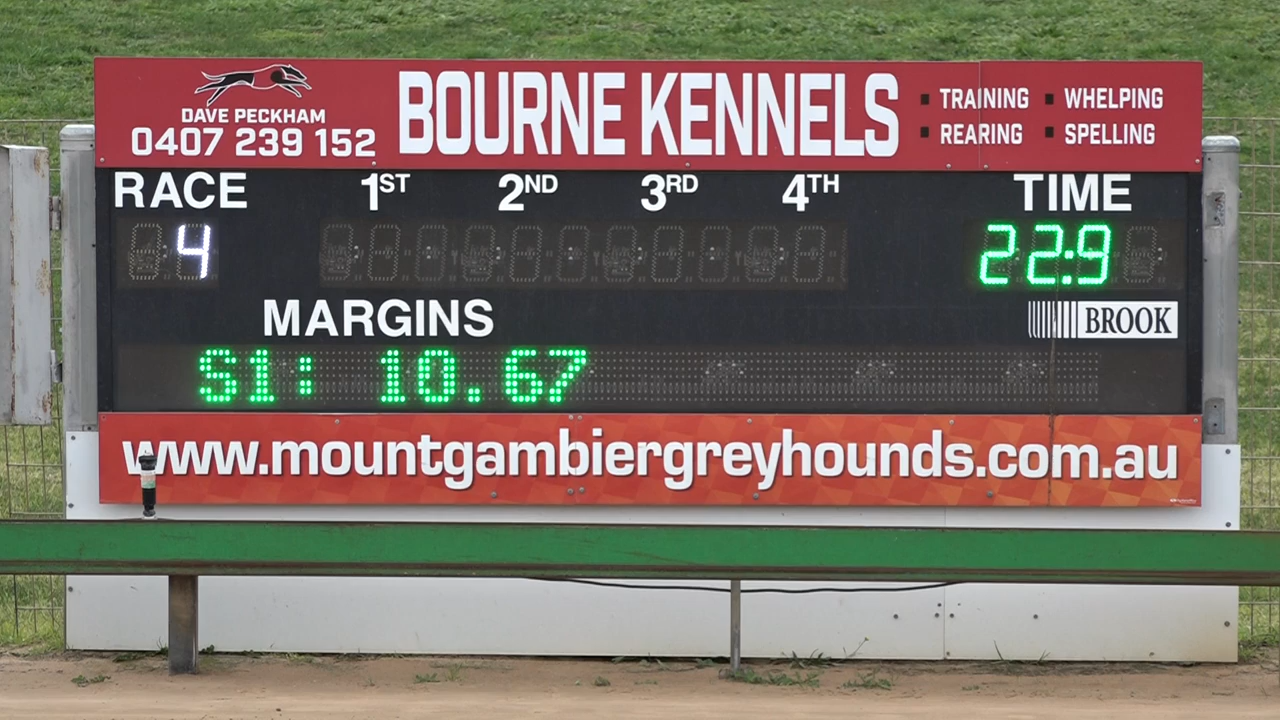 DAVE PECKHAM
0407 239 152
BOURNE KENNELS
TRAINING
WHELPING
REARING
SPELLING
RACE 1ST 2ND 3RD 4TH TIME
4 22:9
MARGINS
BROOK
S1: 10.67
www.mountgambiergreyhounds.com.au